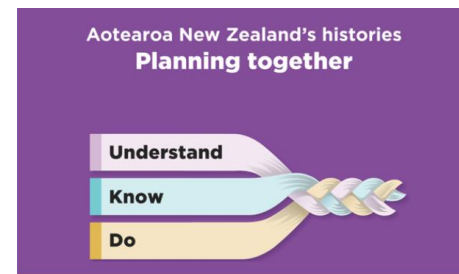 Aotearoa New Zealand's histories
Planning together
Understand
Know
Do